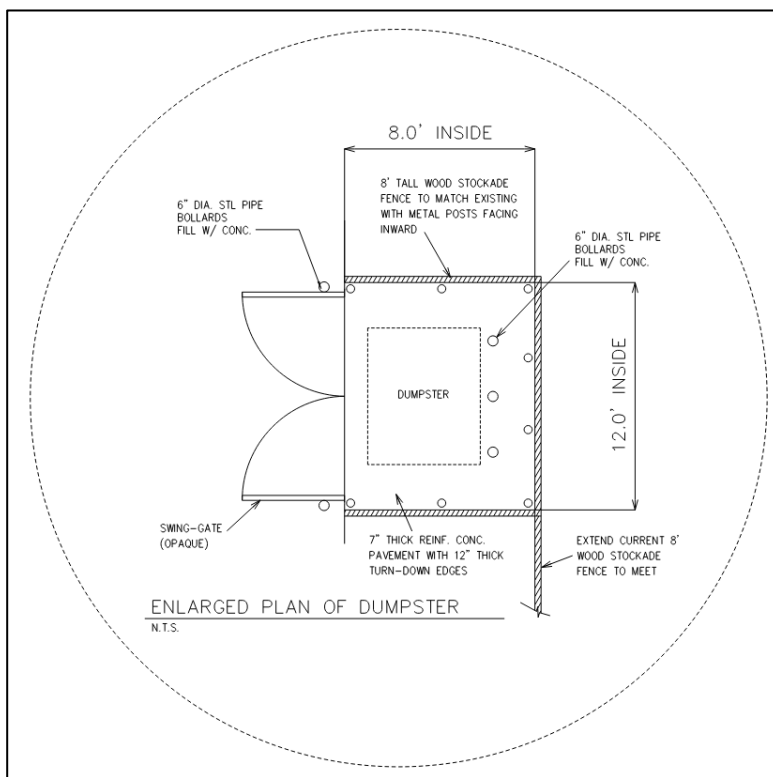 8.0' INSIDE
6" DIA. STL PIPE
BOLLARDS
FILL W/ CONC.
8' TALL WOOD STOCKADE
FENCE TO MATCH EXISTING
WITH METAL POSTS FACING
INWARD
6" DIA. STL PIPE
BOLLARDS
FILL W/ CONC.
12.0' INSIDE
DUMPSTER
SWING-GATE
(OPAQUE)
7" THICK REINF. CONC.
PAVEMENT WITH 12" THICK
TURN-DOWN EDGES
EXTEND CURRENT 8'
WOOD STOCKADE
FENCE TO MEET
ENLARGED PLAN OF DUMPSTER
N.T.S.